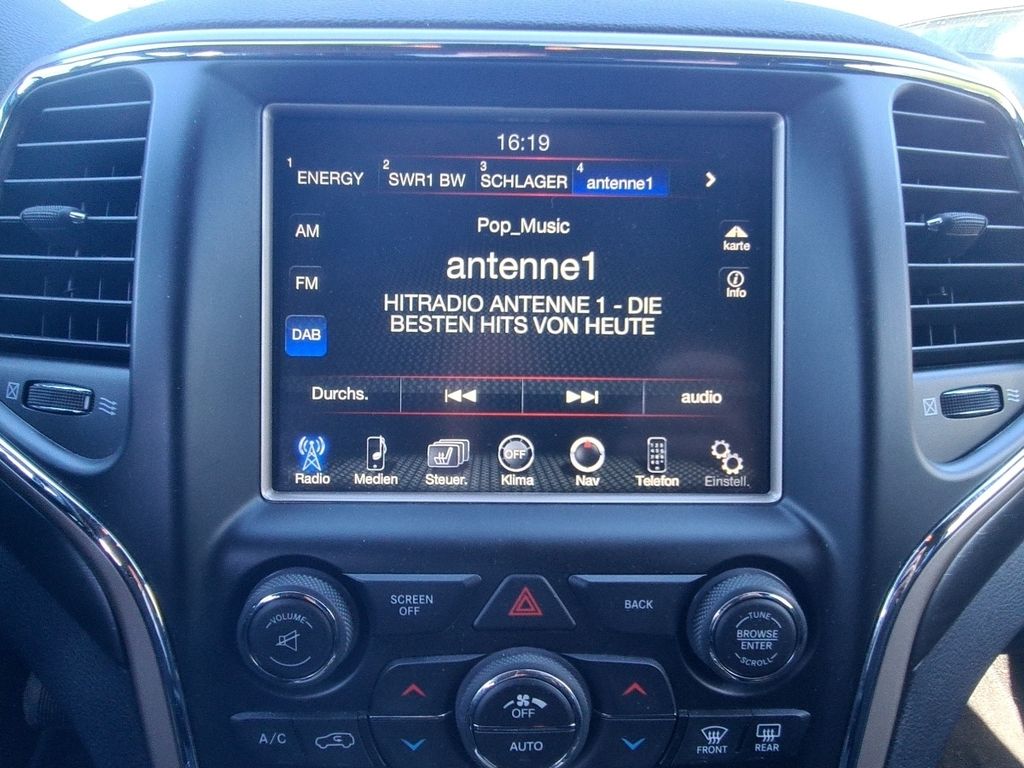 16:19
1 ENERGY 2 SWR1 BW 3 SCHLAGER 4 antenne1
AM
FM
DAB
Pop_Music
antenne1
HITRADIO ANTENNE 1 - DIE
BESTEN HITS VON HEUTE
karte
Info
Durchs. audio
OFF
Radio Medien Steuer. Klima Nav Telefon Einstell.
VOLUME
SCREEN
OFF
BACK
TUNE
BROWSE
ENTER
SCROLL
OFF
AUTO
A/C
FRONT
REAR